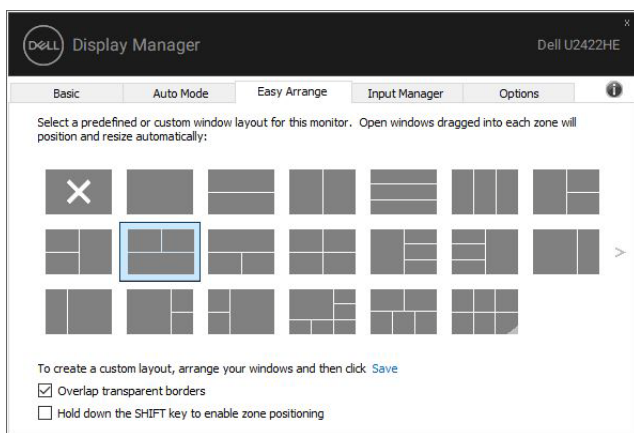 x
DELL Display Manager Dell U2422HE
Basic Auto Mode Easy Arrange Input Manager Options i
Select a predefined or custom window layout for this monitor. Open windows dragged into each zone will
position and resize automatically:
>
To create a custom layout, arrange your windows and then click Save
Overlap transparent borders
Hold down the SHIFT key to enable zone positioning